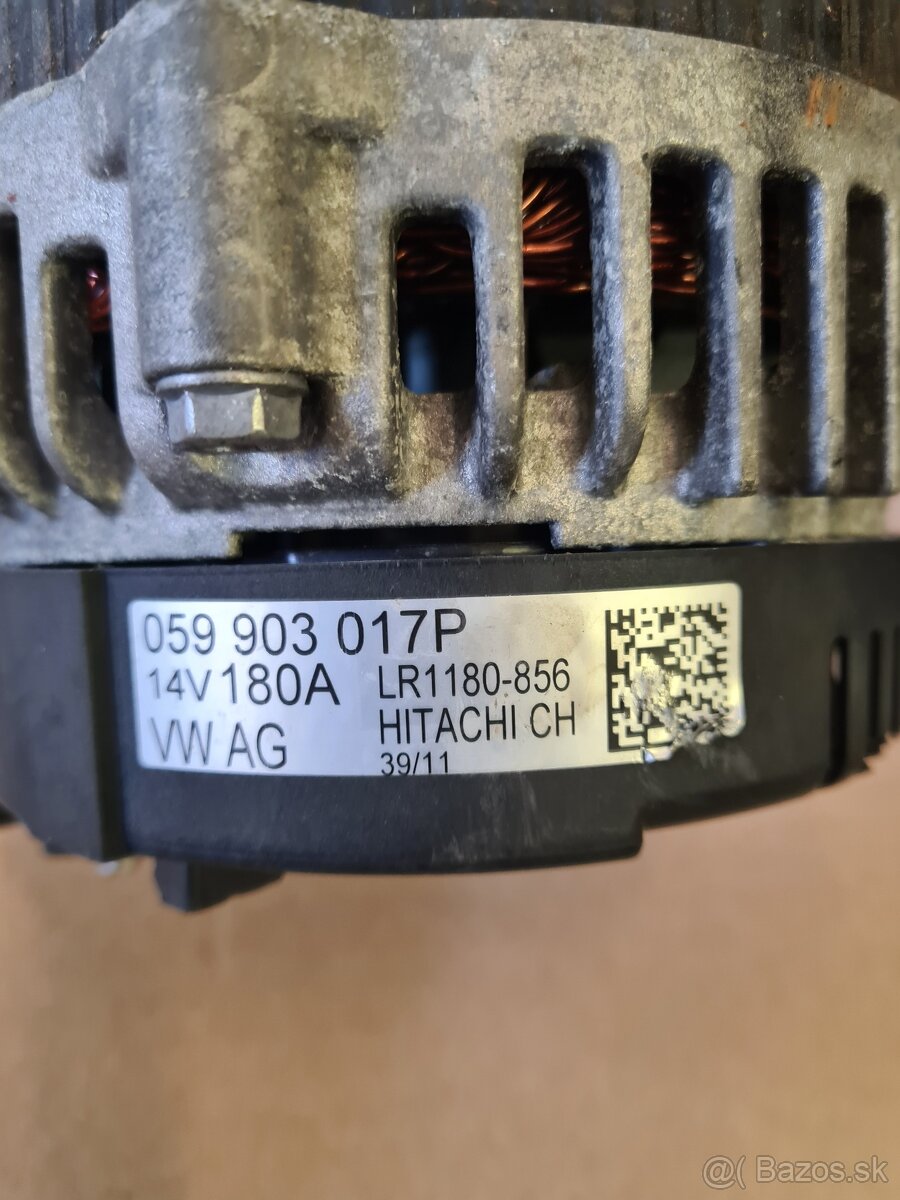 059 903 017P
14V 180A LR1180-856
VW AG HITACHI CH
39/11
@( Bazos.sk